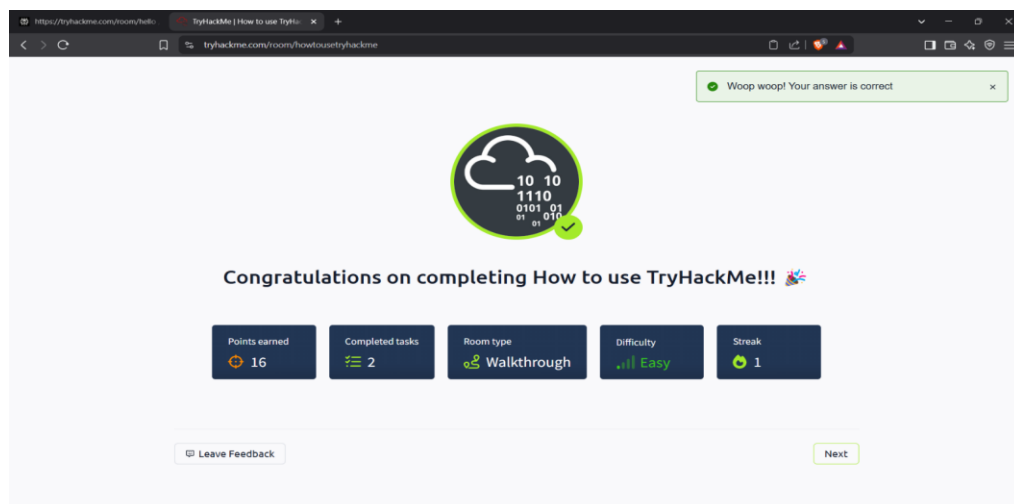 https://tryhackme.com/room/hello
TryHackMe | How to use TryHac
tryhackme.com/room/howtousetryhackme
Woop woop! Your answer is correct
10 10
1110
0101 01
01 010
01
Congratulations on completing How to use TryHackMe!!! 🎉
Points earned
16
Completed tasks
2
Room type
Walkthrough
Difficulty
Easy
Streak
1
Leave Feedback
Next